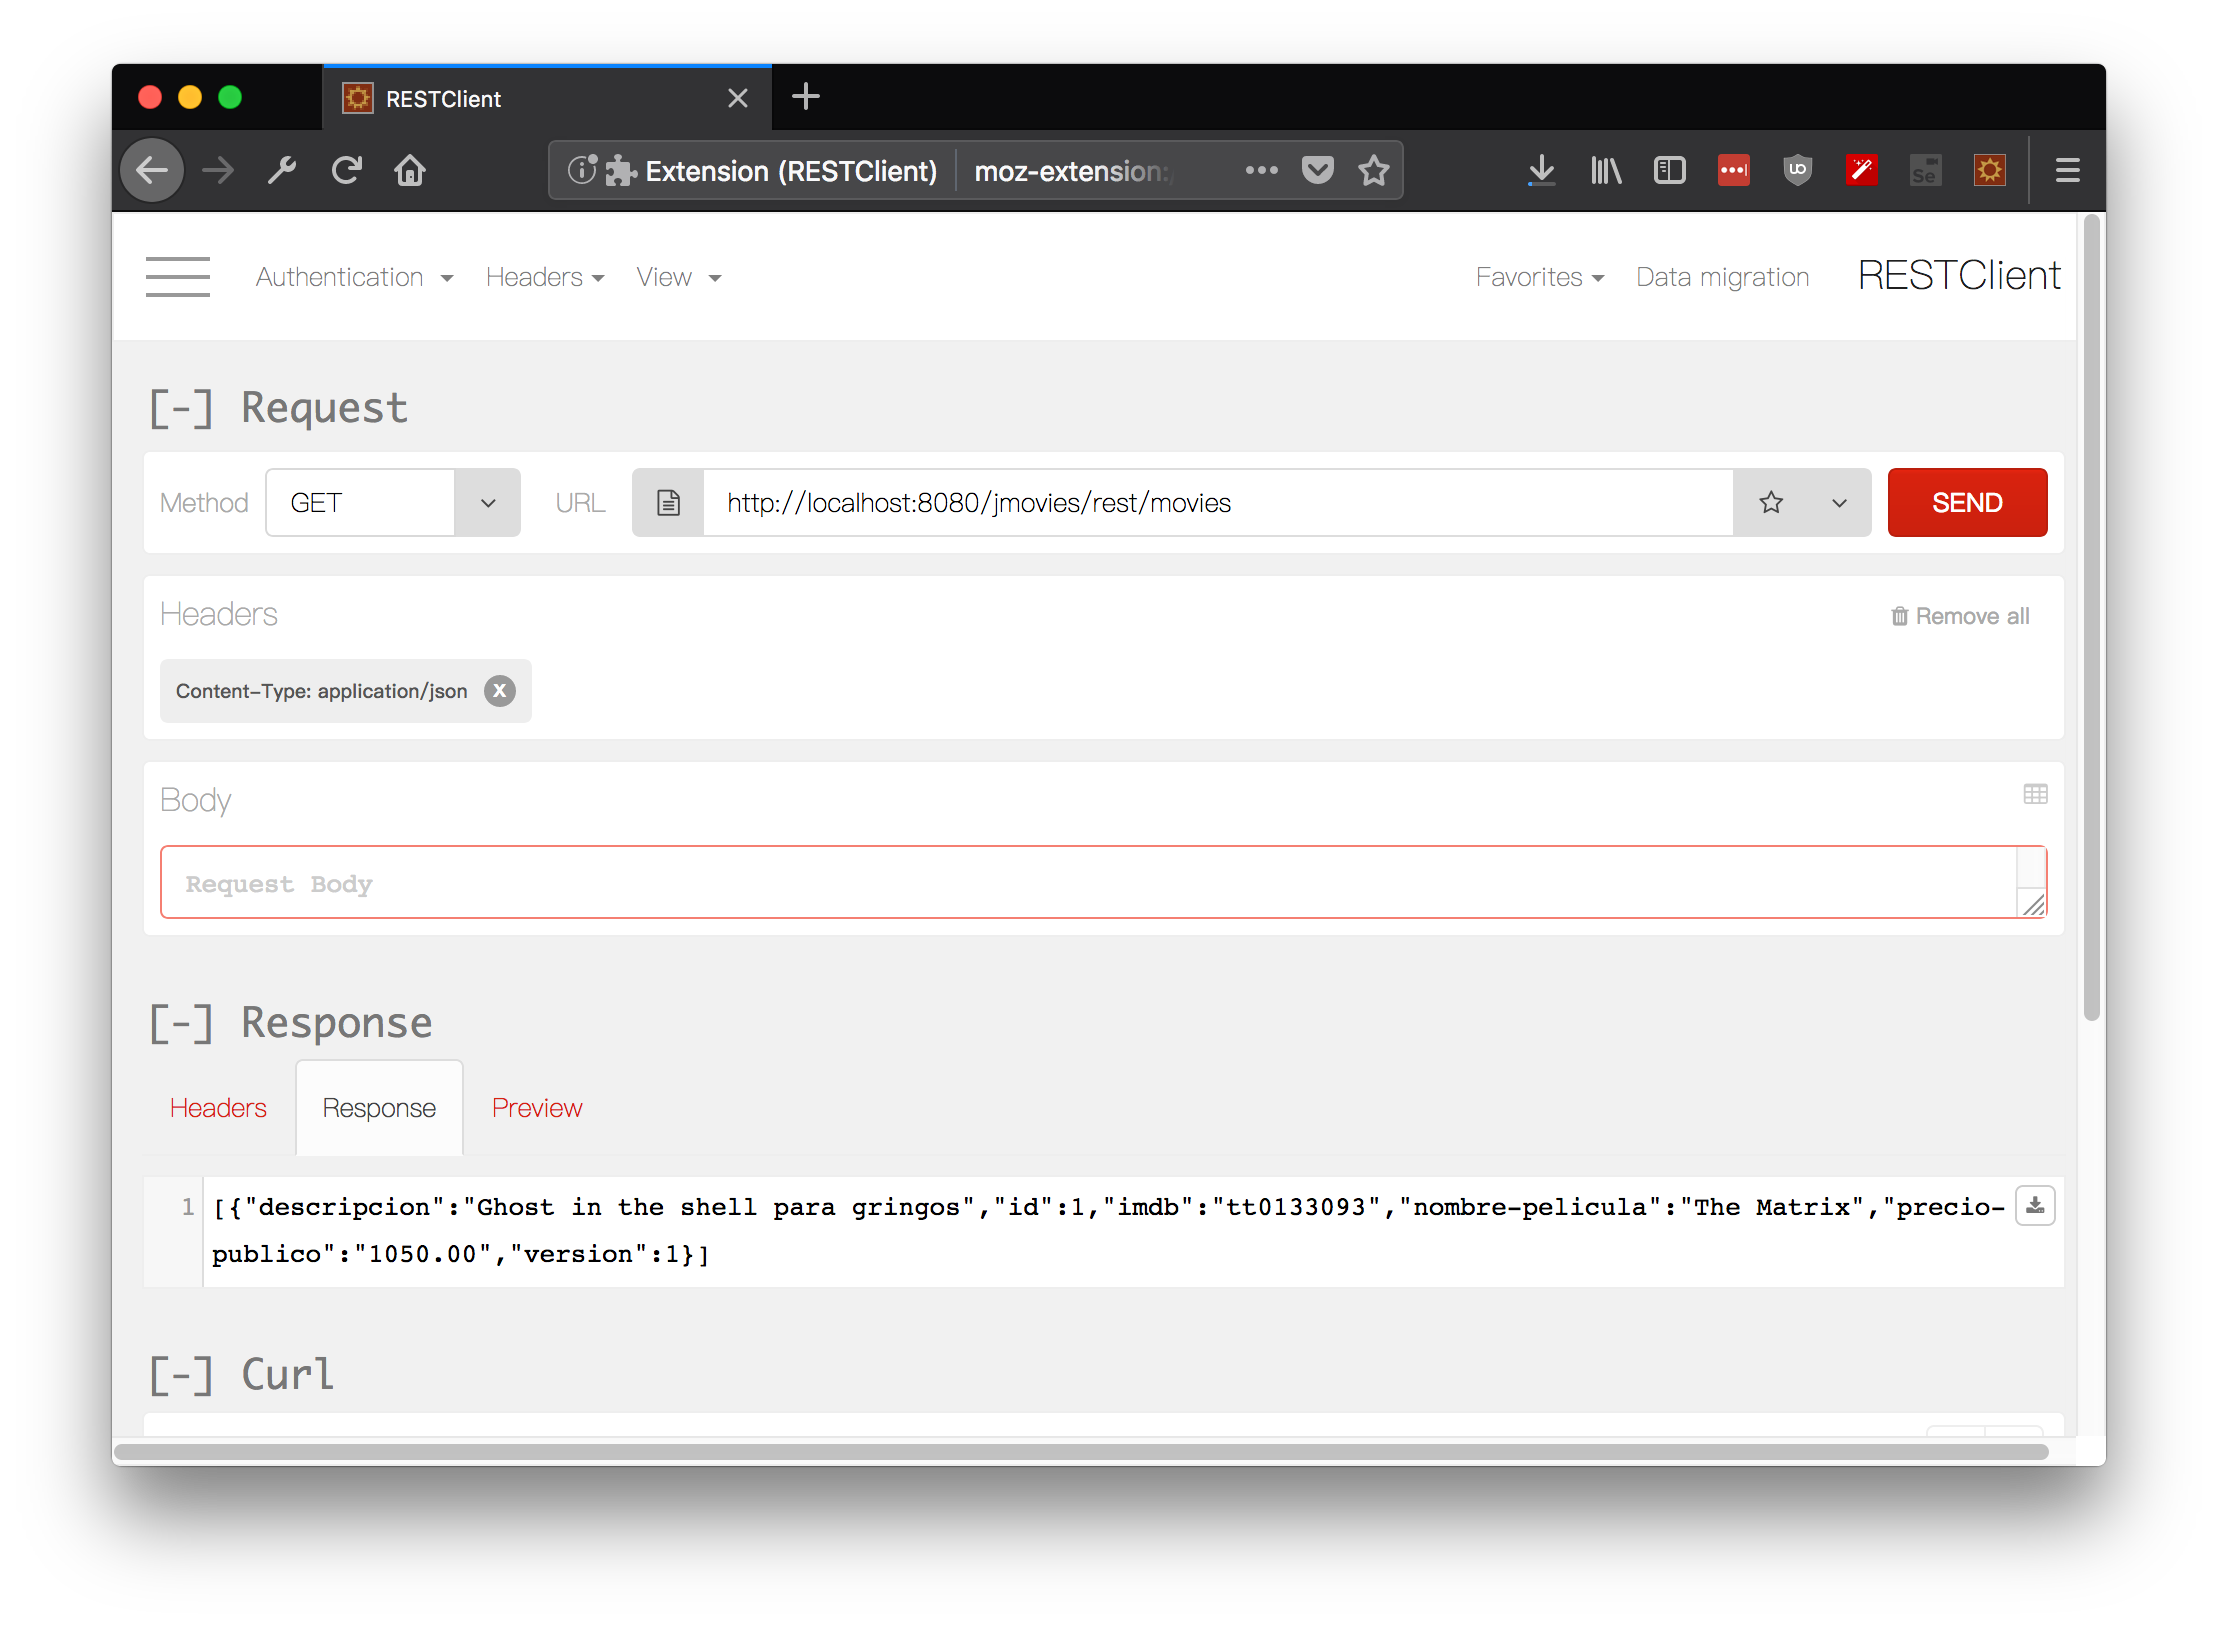 RESTClient
Extension (RESTClient) moz-extension:
Se
Authentication Headers View Favorites Data migration RESTClient
[-] Request
Method GET URL http://localhost:8080/jmovies/rest/movies SEND
Headers Remove all
Content-Type: application/json X
Body
Request Body
[-] Response
Headers Response Preview
1 [{"descripcion":"Ghost in the shell para gringos","id":1,"imdb":"tt0133093","nombre-pelicula":"The Matrix","precio-
publico":"1050.00","version":1}]
[-] Curl